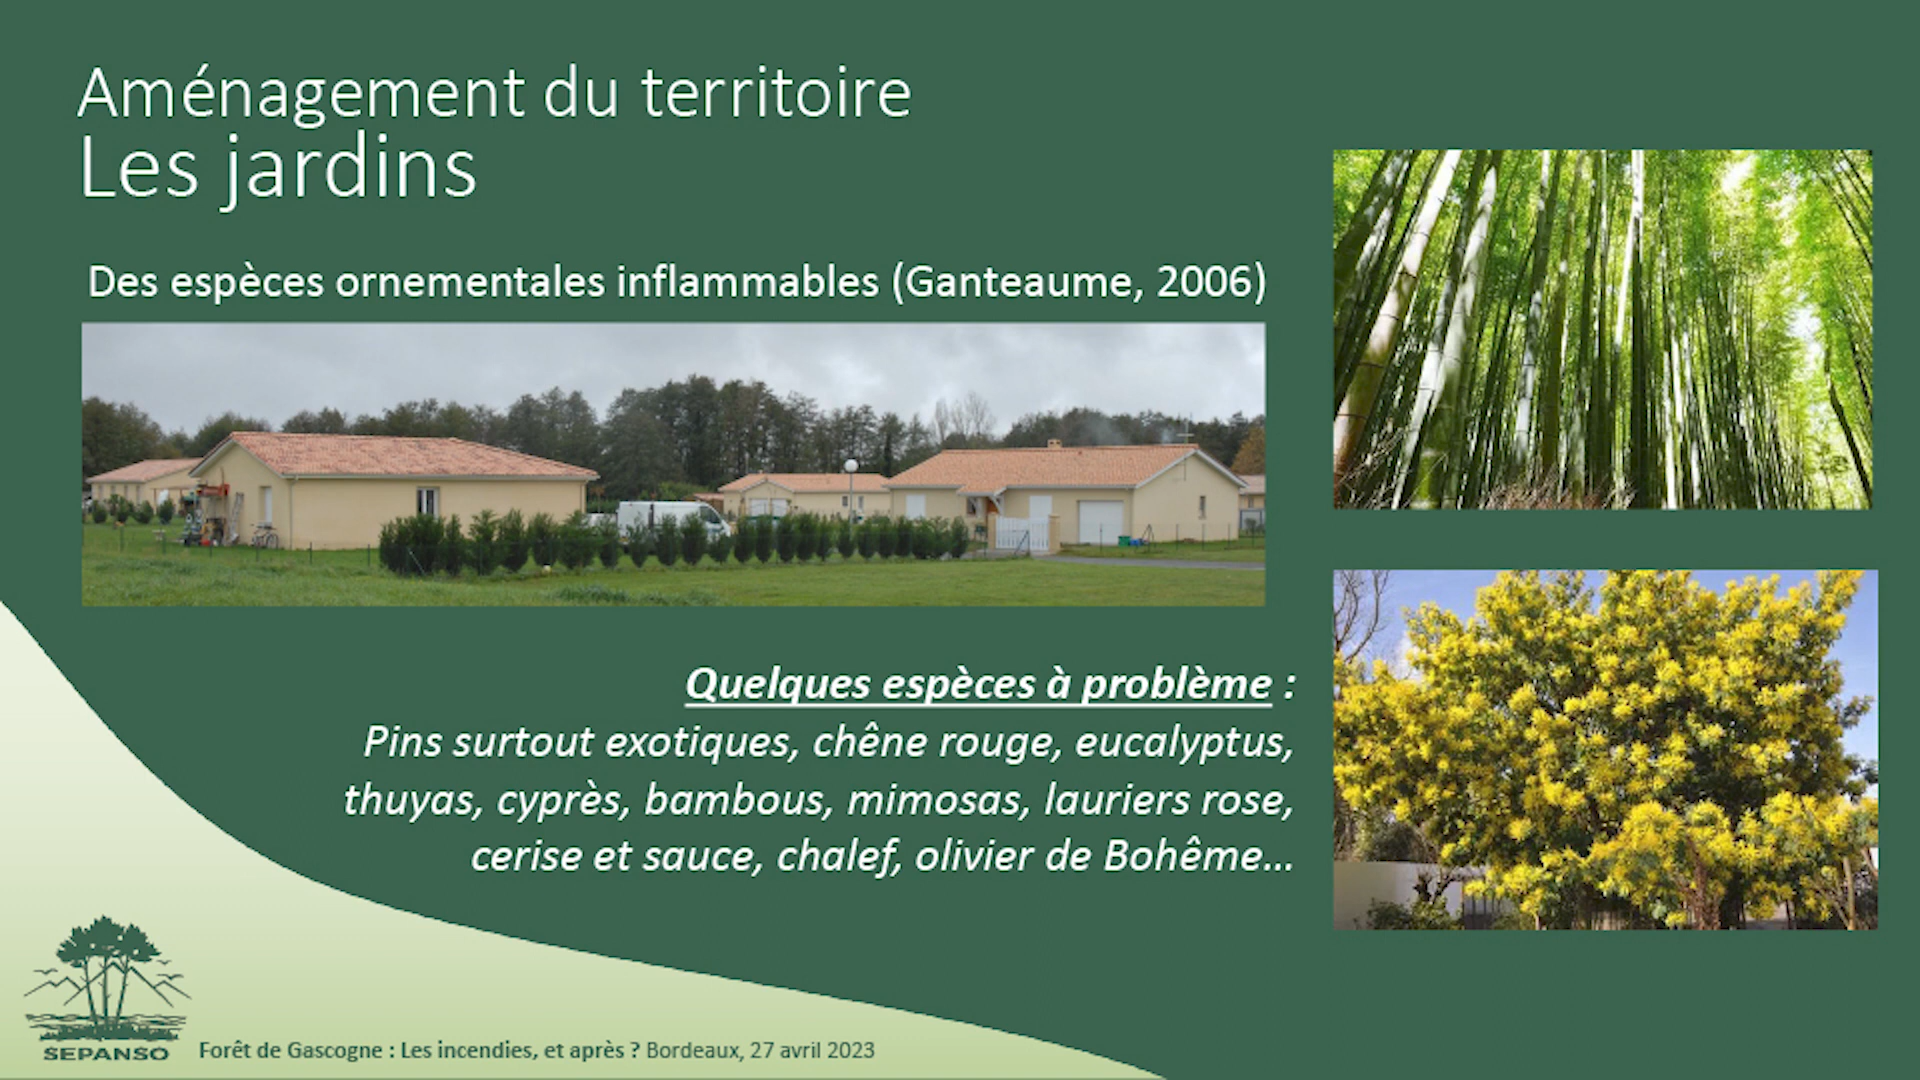 Aménagement du territoire
Les jardins
Des espèces ornementales inflammables (Ganteaume, 2006)
Quelques espèces à problème :
Pins surtout exotiques, chêne rouge, eucalyptus,
thuyas, cyprès, bambous, mimosas, lauriers rose,
cerise et sauce, chalef, olivier de Bohême...
SEPANSO
Forêt de Gascogne : Les incendies, et après ? Bordeaux, 27 avril 2023